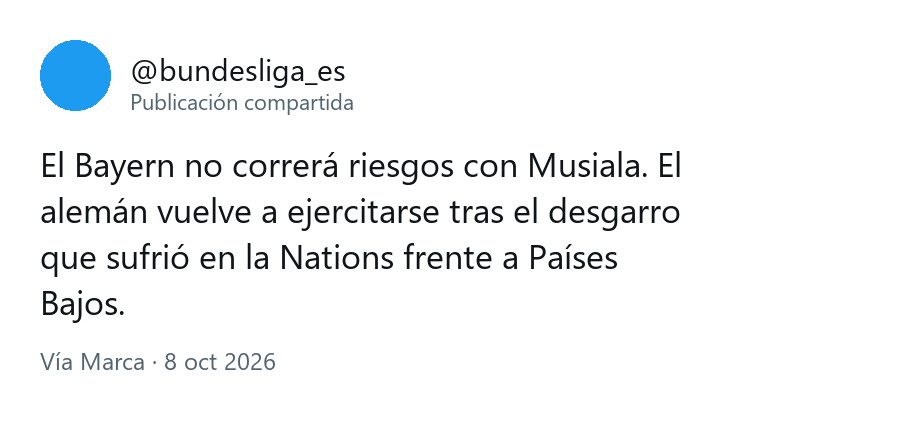 @bundesliga_es
Publicación compartida
El Bayern no correrá riesgos con Musiala. El
alemán vuelve a ejercitarse tras el desgarro
que sufrió en la Nations frente a Países
Bajos.
Vía Marca · 8 oct 2026